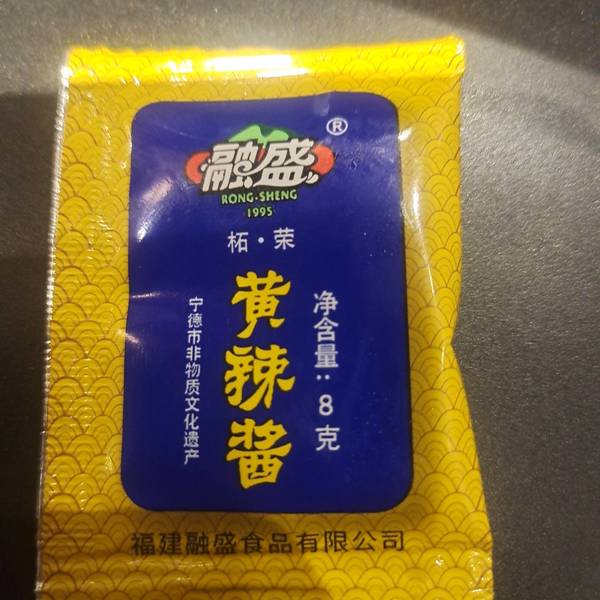 融盛®
RONG·SHENG
1995
柘·荣
黄辣酱
净含量:8克
宁德市非物质文化遗产
福建融盛食品有限公司